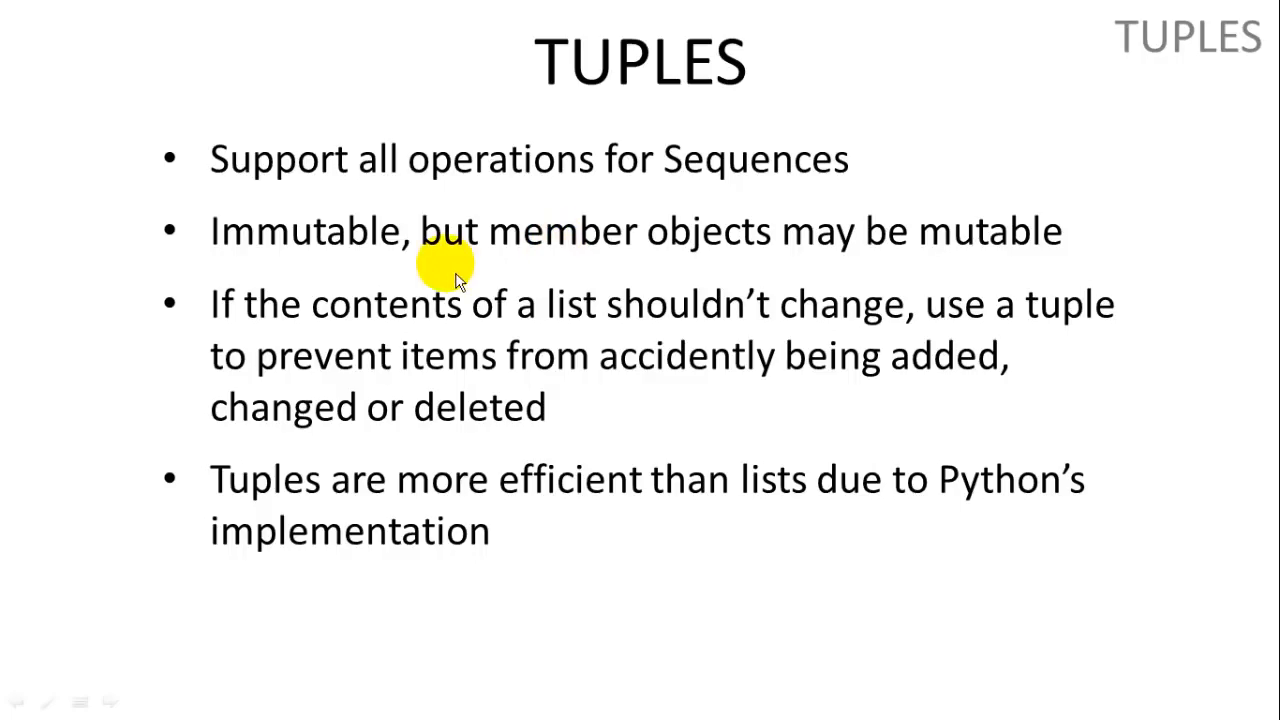 TUPLES
TUPLES
• Support all operations for Sequences
• Immutable, but member objects may be mutable
• If the contents of a list shouldn’t change, use a tuple
to prevent items from accidently being added,
changed or deleted
• Tuples are more efficient than lists due to Python’s
implementation